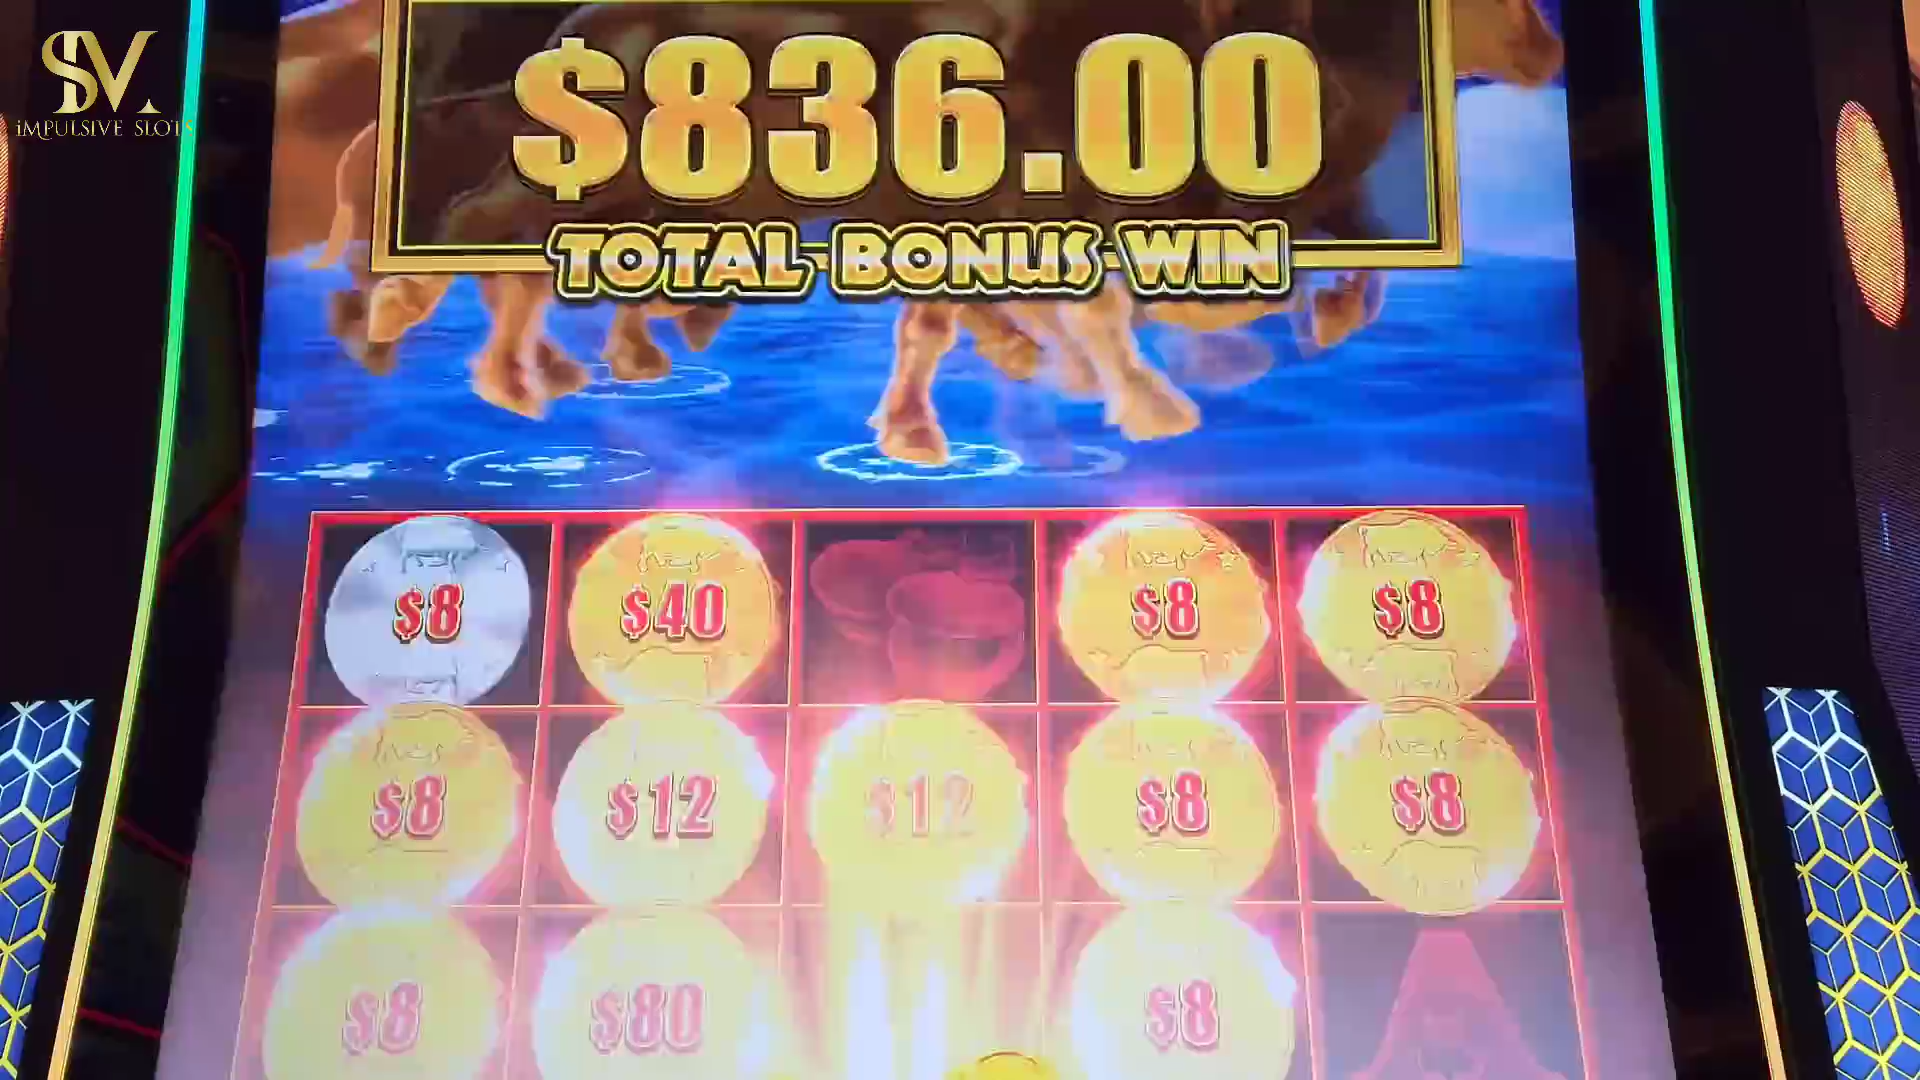 SV
iMPULSIVE SLOTS
$836.00
TOTAL BONUS WIN
$8 $40 $8 $8
$8 $12 $12 $8 $8
$8 $80 $8